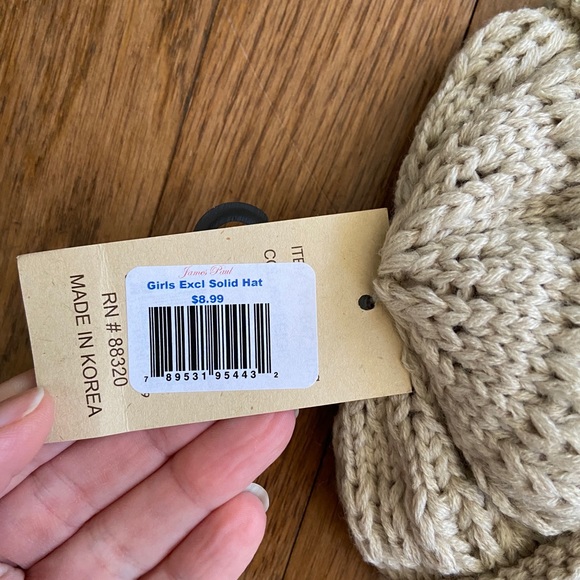 James Paul
Girls Excl Solid Hat
$8.99
7 89531 95443 2
RN # 88320
MADE IN KOREA